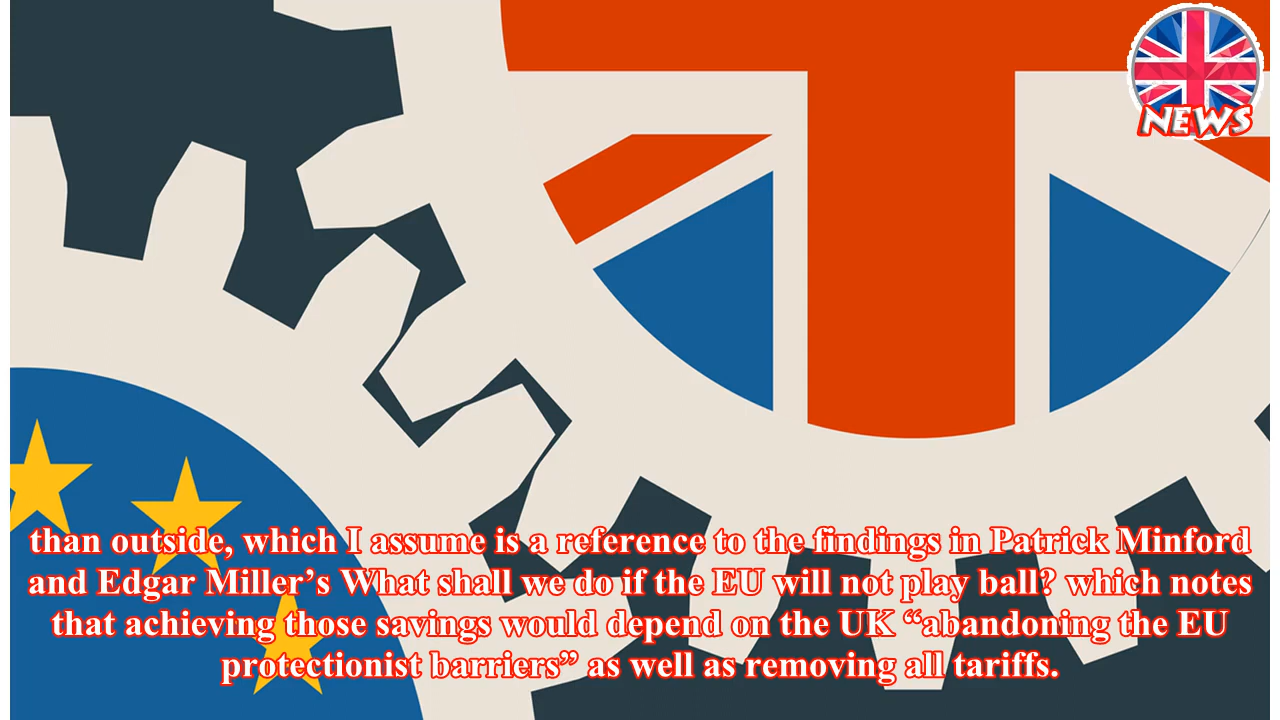 NEWS
than outside, which I assume is a reference to the findings in Patrick Minford
and Edgar Miller’s What shall we do if the EU will not play ball? which notes
that achieving those savings would depend on the UK “abandoning the EU
protectionist barriers” as well as removing all tariffs.